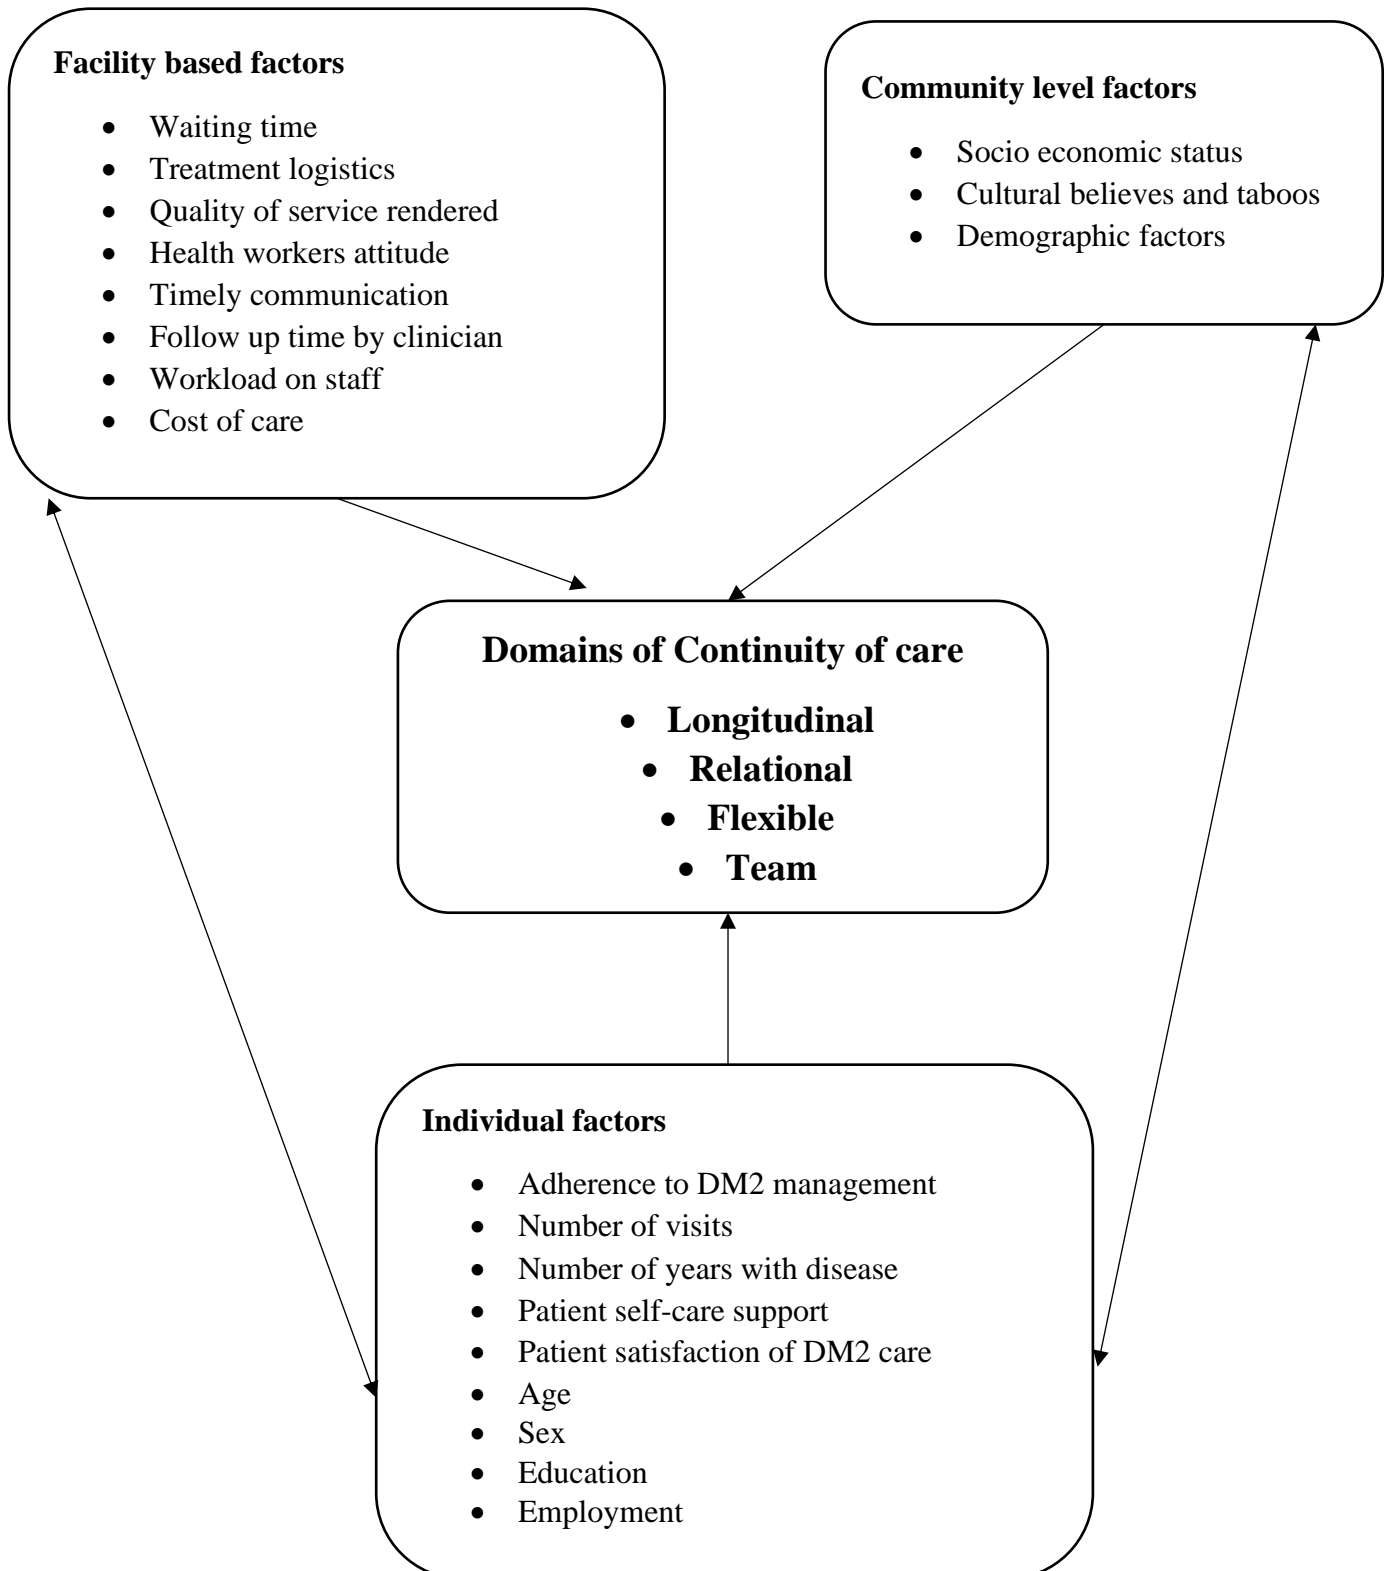 Facility based factors
• Waiting time
• Treatment logistics
• Quality of service rendered
• Health workers attitude
• Timely communication
• Follow up time by clinician
• Workload on staff
• Cost of care
Community level factors
• Socio economic status
• Cultural believes and taboos
• Demographic factors
Domains of Continuity of care
• Longitudinal
• Relational
• Flexible
• Team
Individual factors
• Adherence to DM2 management
• Number of visits
• Number of years with disease
• Patient self-care support
• Patient satisfaction of DM2 care
• Age
• Sex
• Education
• Employment